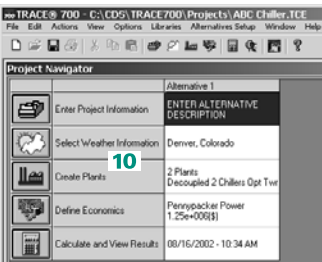 TRACE® 700 - C:\CDS\TRACE700\Projects\ABC Chiller.TCE
File Edit Actions View Options Libraries Alternatives Setup Window Help
Project Navigator
Alternative 1
Enter Project Information
ENTER ALTERNATIVE
DESCRIPTION
Select Weather Information
Denver, Colorado
10
Create Plants
2 Plants
Decoupled 2 Chillers Opt Twr
Define Economics
Pennypacker Power
1.25e+006($)
Calculate and View Results
08/16/2002 - 10:34 AM